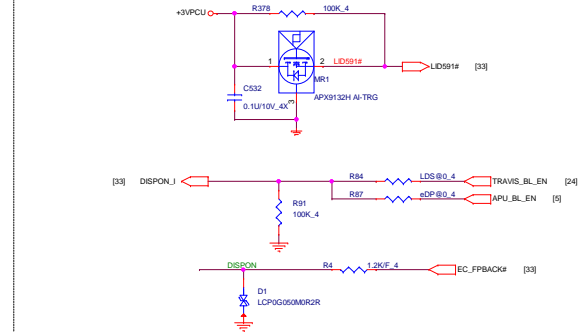 +3VPCU R378 100K_4
1 2 LID591# LID591# [33]
MR1
C532 3 APX9132H AI-TRG
0.1U/10V_4X
[33] DISPON_I R84 LDS@0_4 TRAVIS_BL_EN [24]
R87 eDP@0_4 APU_BL_EN [5]
R91
100K_4
DISPON R4 1.2K/F_4 EC_FPBACK# [33]
D1
LCP0G050M0R2R